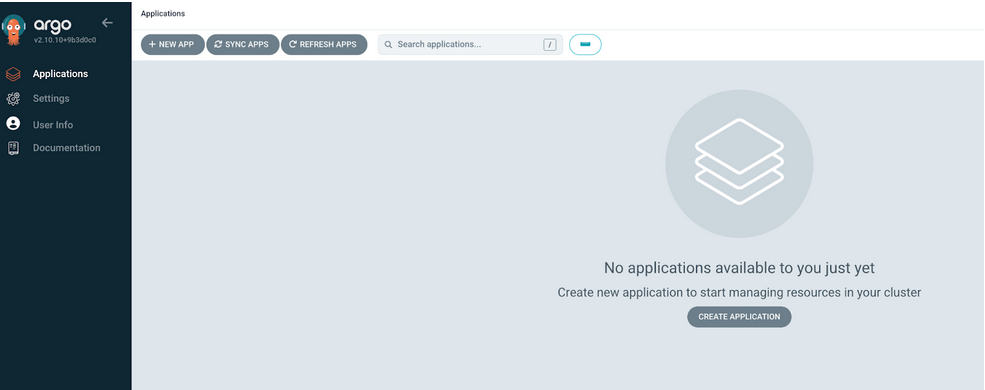 argo
v2.10.10+9b3d0c0
Applications
Settings
User Info
Documentation
Applications
+ NEW APP
SYNC APPS
REFRESH APPS
Search applications...
/
No applications available to you just yet
Create new application to start managing resources in your cluster
CREATE APPLICATION